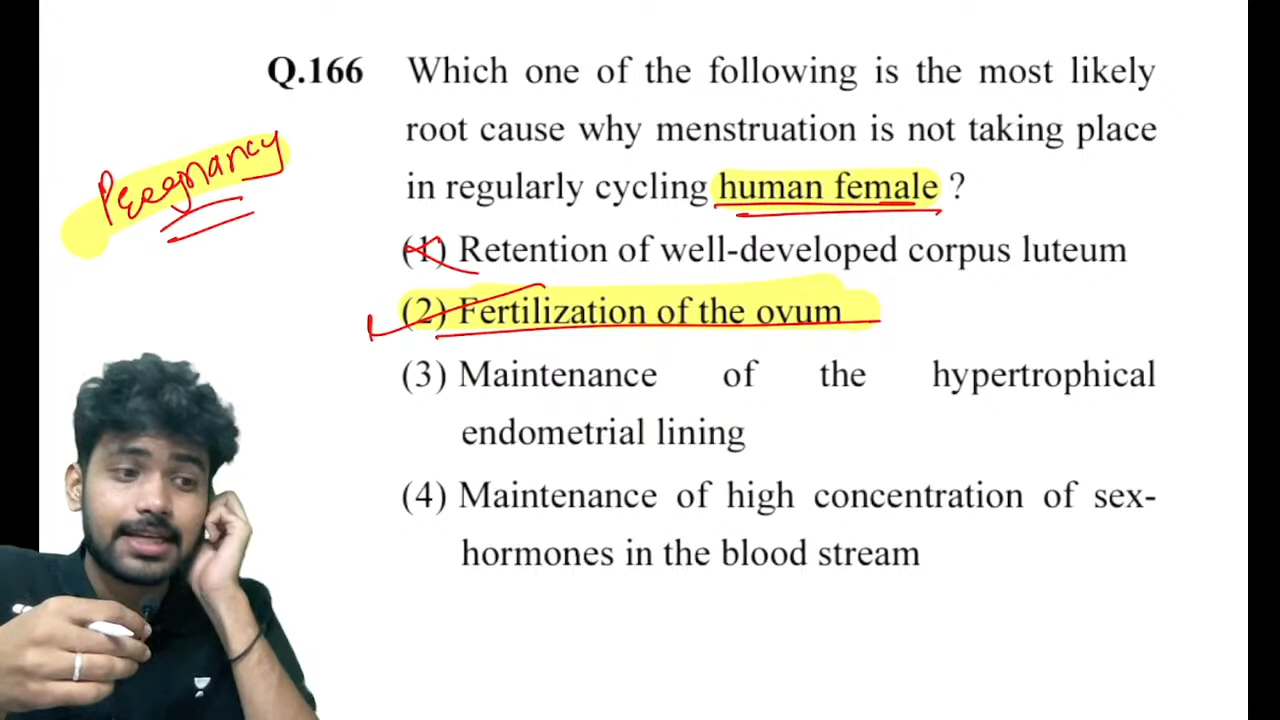 Q.166 Which one of the following is the most likely
root cause why menstruation is not taking place
in regularly cycling human female ?
Pregnancy
(1) Retention of well-developed corpus luteum
(2) Fertilization of the ovum
(3) Maintenance of the hypertrophical
endometrial lining
(4) Maintenance of high concentration of sex-
hormones in the blood stream